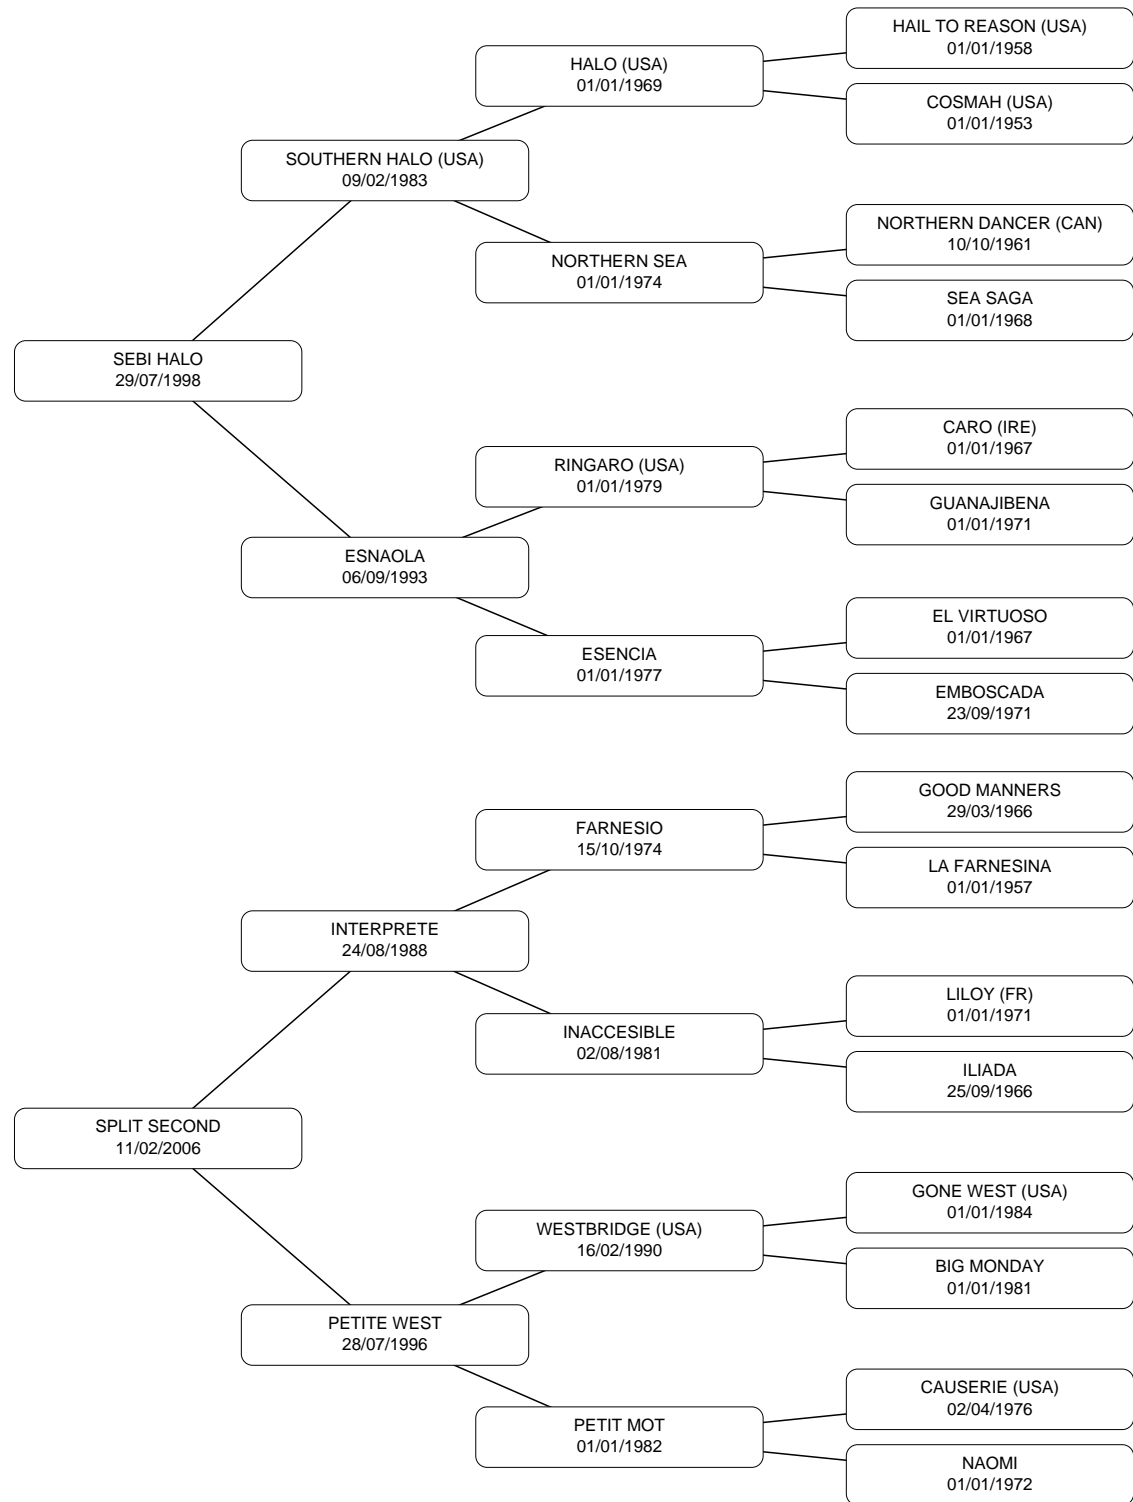 HAIL TO REASON (USA)
01/01/1958
HALO (USA)
01/01/1969
COSMAH (USA)
01/01/1953
SOUTHERN HALO (USA)
09/02/1983
NORTHERN DANCER (CAN)
10/10/1961
NORTHERN SEA
01/01/1974
SEA SAGA
01/01/1968
SEBI HALO
29/07/1998
CARO (IRE)
01/01/1967
RINGARO (USA)
01/01/1979
GUANAJIBENA
01/01/1971
ESNAOLA
06/09/1993
EL VIRTUOSO
01/01/1967
ESENCIA
01/01/1977
EMBOSCADA
23/09/1971
GOOD MANNERS
29/03/1966
FARNESIO
15/10/1974
LA FARNESINA
01/01/1957
INTERPRETE
24/08/1988
LILOY (FR)
01/01/1971
INACCESIBLE
02/08/1981
ILIADA
25/09/1966
SPLIT SECOND
11/02/2006
GONE WEST (USA)
01/01/1984
WESTBRIDGE (USA)
16/02/1990
BIG MONDAY
01/01/1981
PETITE WEST
28/07/1996
CAUSERIE (USA)
02/04/1976
PETIT MOT
01/01/1982
NAOMI
01/01/1972